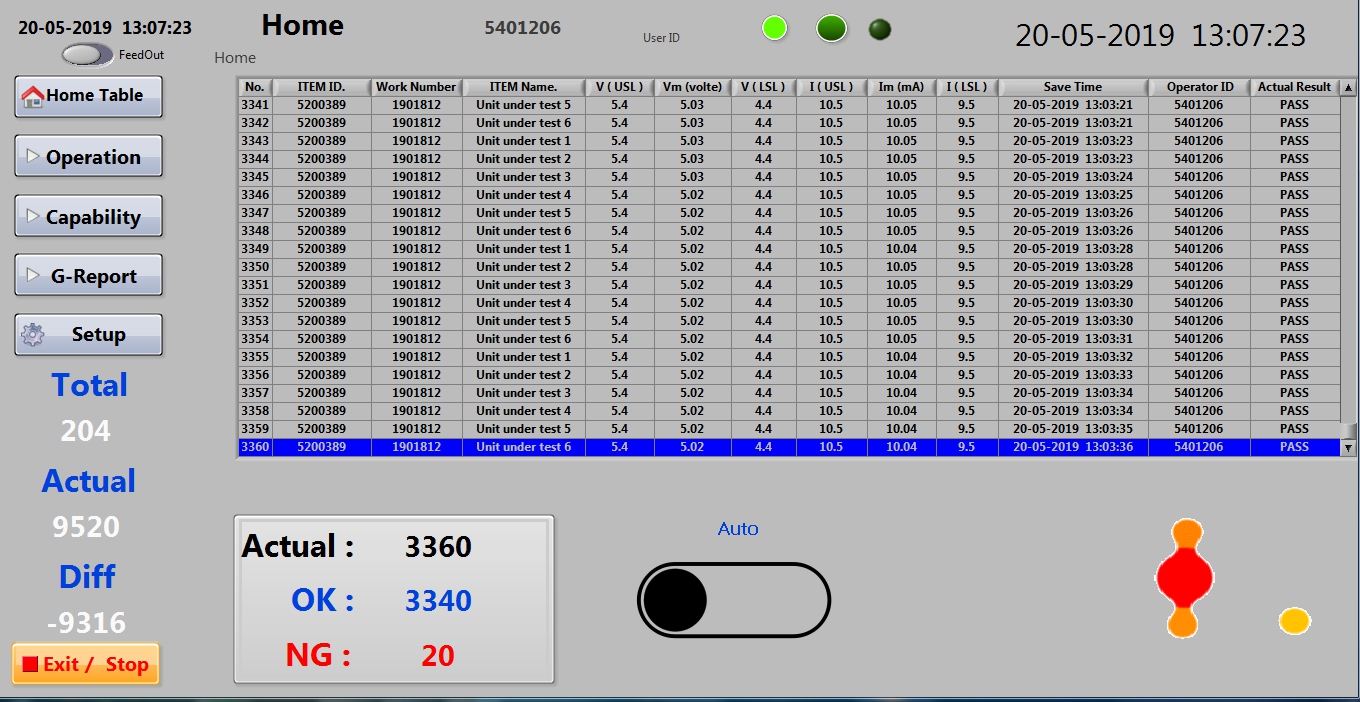 20-05-2019 13:07:23
FeedOut
Home
Home
5401206
User ID
20-05-2019 13:07:23
Home Table
Operation
Capability
G-Report
Setup
Total
204
Actual
9520
Diff
-9316
Exit / Stop
No. ITEM ID. Work Number ITEM Name. V ( USL ) Vm (volte) V ( LSL ) I ( USL ) Im (mA) I ( LSL ) Save Time Operator ID Actual Result
3341 5200389 1901812 Unit under test 5 5.4 5.03 4.4 10.5 10.05 9.5 20-05-2019 13:03:21 5401206 PASS
3342 5200389 1901812 Unit under test 6 5.4 5.03 4.4 10.5 10.05 9.5 20-05-2019 13:03:21 5401206 PASS
3343 5200389 1901812 Unit under test 1 5.4 5.03 4.4 10.5 10.05 9.5 20-05-2019 13:03:23 5401206 PASS
3344 5200389 1901812 Unit under test 2 5.4 5.03 4.4 10.5 10.05 9.5 20-05-2019 13:03:23 5401206 PASS
3345 5200389 1901812 Unit under test 3 5.4 5.03 4.4 10.5 10.05 9.5 20-05-2019 13:03:24 5401206 PASS
3346 5200389 1901812 Unit under test 4 5.4 5.02 4.4 10.5 10.05 9.5 20-05-2019 13:03:25 5401206 PASS
3347 5200389 1901812 Unit under test 5 5.4 5.02 4.4 10.5 10.05 9.5 20-05-2019 13:03:26 5401206 PASS
3348 5200389 1901812 Unit under test 6 5.4 5.02 4.4 10.5 10.05 9.5 20-05-2019 13:03:26 5401206 PASS
3349 5200389 1901812 Unit under test 1 5.4 5.02 4.4 10.5 10.04 9.5 20-05-2019 13:03:28 5401206 PASS
3350 5200389 1901812 Unit under test 2 5.4 5.02 4.4 10.5 10.05 9.5 20-05-2019 13:03:28 5401206 PASS
3351 5200389 1901812 Unit under test 3 5.4 5.02 4.4 10.5 10.05 9.5 20-05-2019 13:03:29 5401206 PASS
3352 5200389 1901812 Unit under test 4 5.4 5.02 4.4 10.5 10.05 9.5 20-05-2019 13:03:30 5401206 PASS
3353 5200389 1901812 Unit under test 5 5.4 5.02 4.4 10.5 10.05 9.5 20-05-2019 13:03:30 5401206 PASS
3354 5200389 1901812 Unit under test 6 5.4 5.02 4.4 10.5 10.05 9.5 20-05-2019 13:03:31 5401206 PASS
3355 5200389 1901812 Unit under test 1 5.4 5.02 4.4 10.5 10.04 9.5 20-05-2019 13:03:32 5401206 PASS
3356 5200389 1901812 Unit under test 2 5.4 5.02 4.4 10.5 10.04 9.5 20-05-2019 13:03:33 5401206 PASS
3357 5200389 1901812 Unit under test 3 5.4 5.02 4.4 10.5 10.04 9.5 20-05-2019 13:03:34 5401206 PASS
3358 5200389 1901812 Unit under test 4 5.4 5.02 4.4 10.5 10.04 9.5 20-05-2019 13:03:34 5401206 PASS
3359 5200389 1901812 Unit under test 5 5.4 5.02 4.4 10.5 10.04 9.5 20-05-2019 13:03:35 5401206 PASS
3360 5200389 1901812 Unit under test 6 5.4 5.02 4.4 10.5 10.04 9.5 20-05-2019 13:03:36 5401206 PASS
Actual : 3360
OK : 3340
NG : 20
Auto